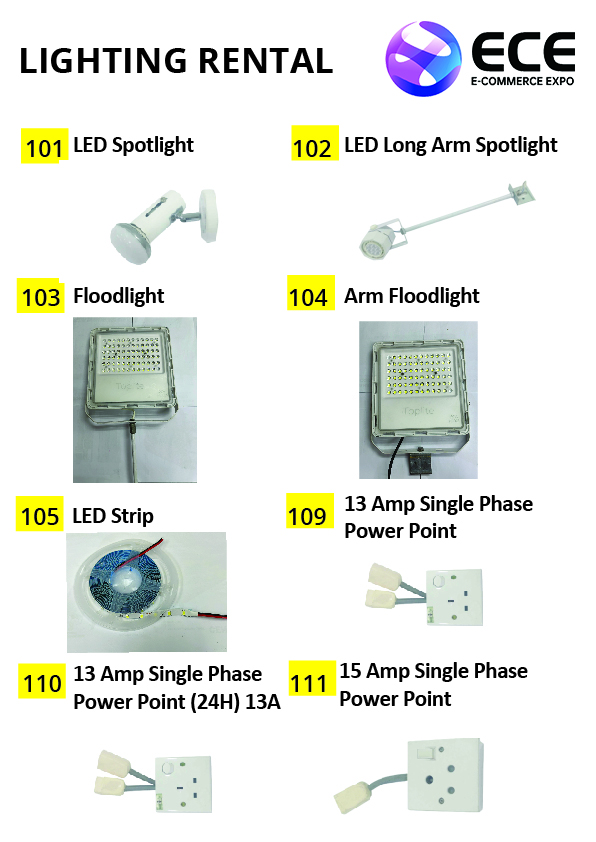 LIGHTING RENTAL
ECE
E-COMMERCE EXPO
101 LED Spotlight
102 LED Long Arm Spotlight
103 Floodlight
104 Arm Floodlight
Toplite
Toplite
105 LED Strip
109 13 Amp Single Phase
Power Point
110 13 Amp Single Phase
Power Point (24H) 13A
111 15 Amp Single Phase
Power Point